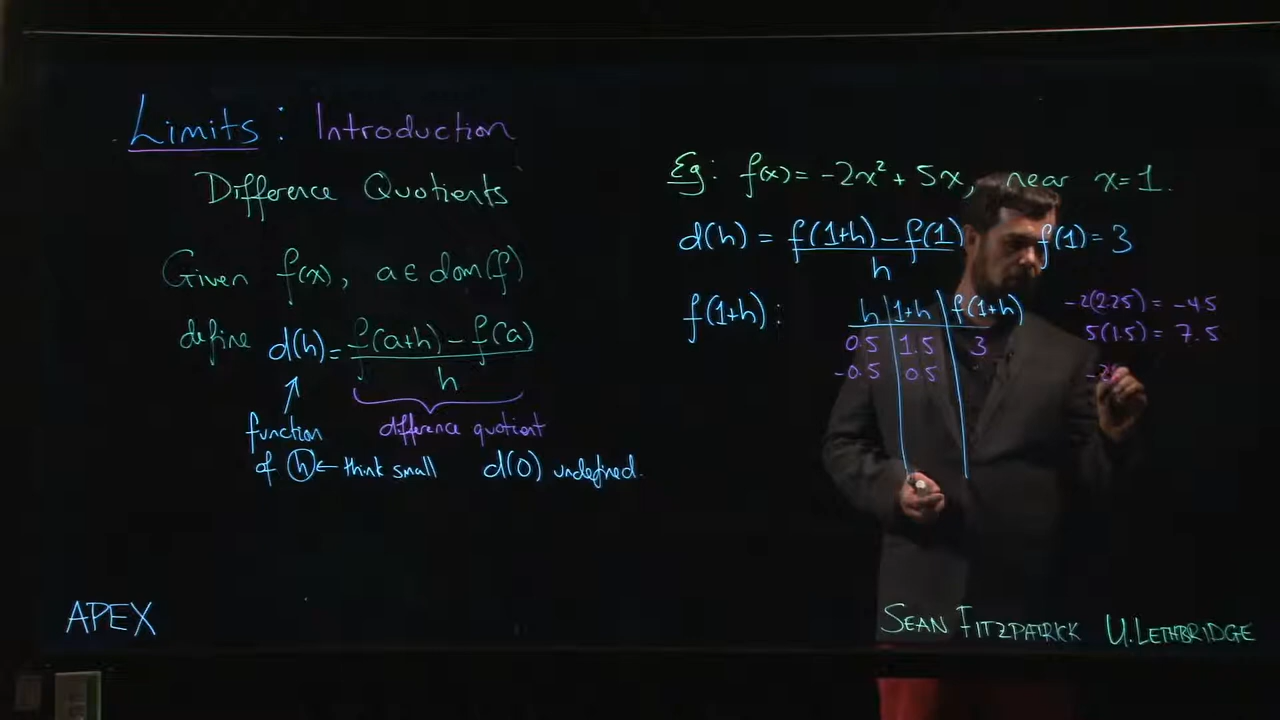 Limits: Introduction
Difference Quotients
Given f(x), a ∈ dom(f)
define d(h) = f(a+h) - f(a) / h
function difference quotient
of h ← think small d(0) undefined.
APEX
Eg: f(x) = -2x² + 5x, near x=1.
d(h) = f(1+h) - f(1) / h f(1) = 3
f(1+h): h 1+h f(1+h)
0.5 1.5 3
-0.5 0.5
-2(2.25) = -4.5
5(1.5) = 7.5
SEAN FITZPATRICK U. LETHBRIDGE